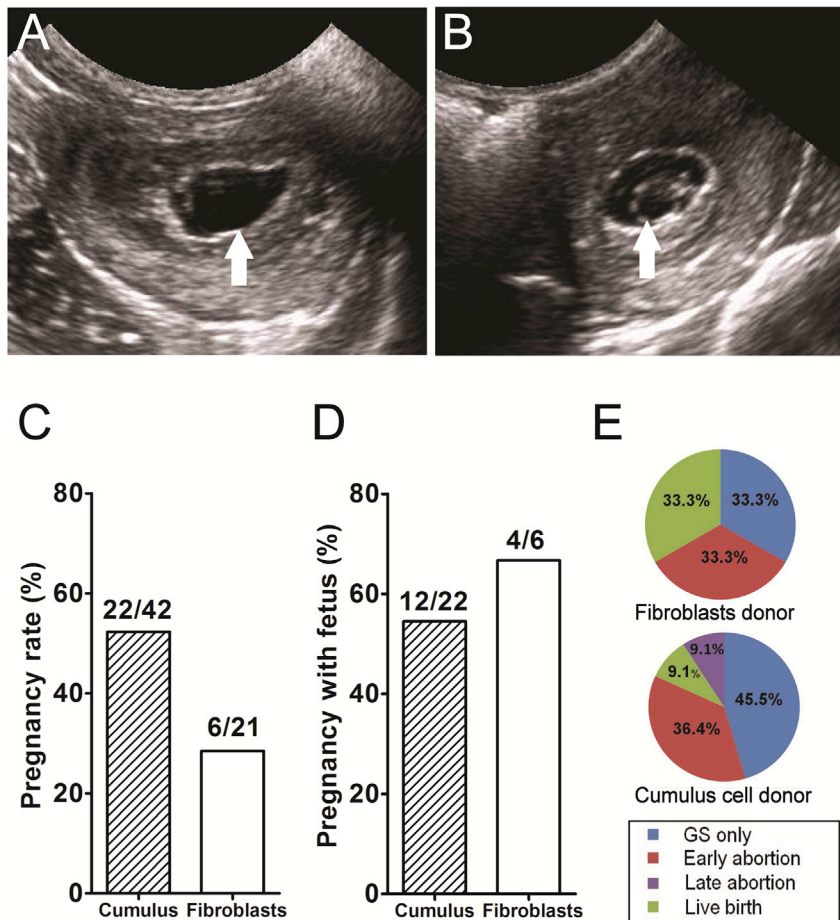 A
B
C
D
E
80
60
40
20
0
Pregnancy rate (%)
22/42
6/21
Cumulus
Fibroblasts
80
60
40
20
0
Pregnancy with fetus (%)
12/22
4/6
Cumulus
Fibroblasts
33.3%
33.3%
33.3%
Fibroblasts donor
9.1%
9.1%
45.5%
36.4%
Cumulus cell donor
GS only
Early abortion
Late abortion
Live birth